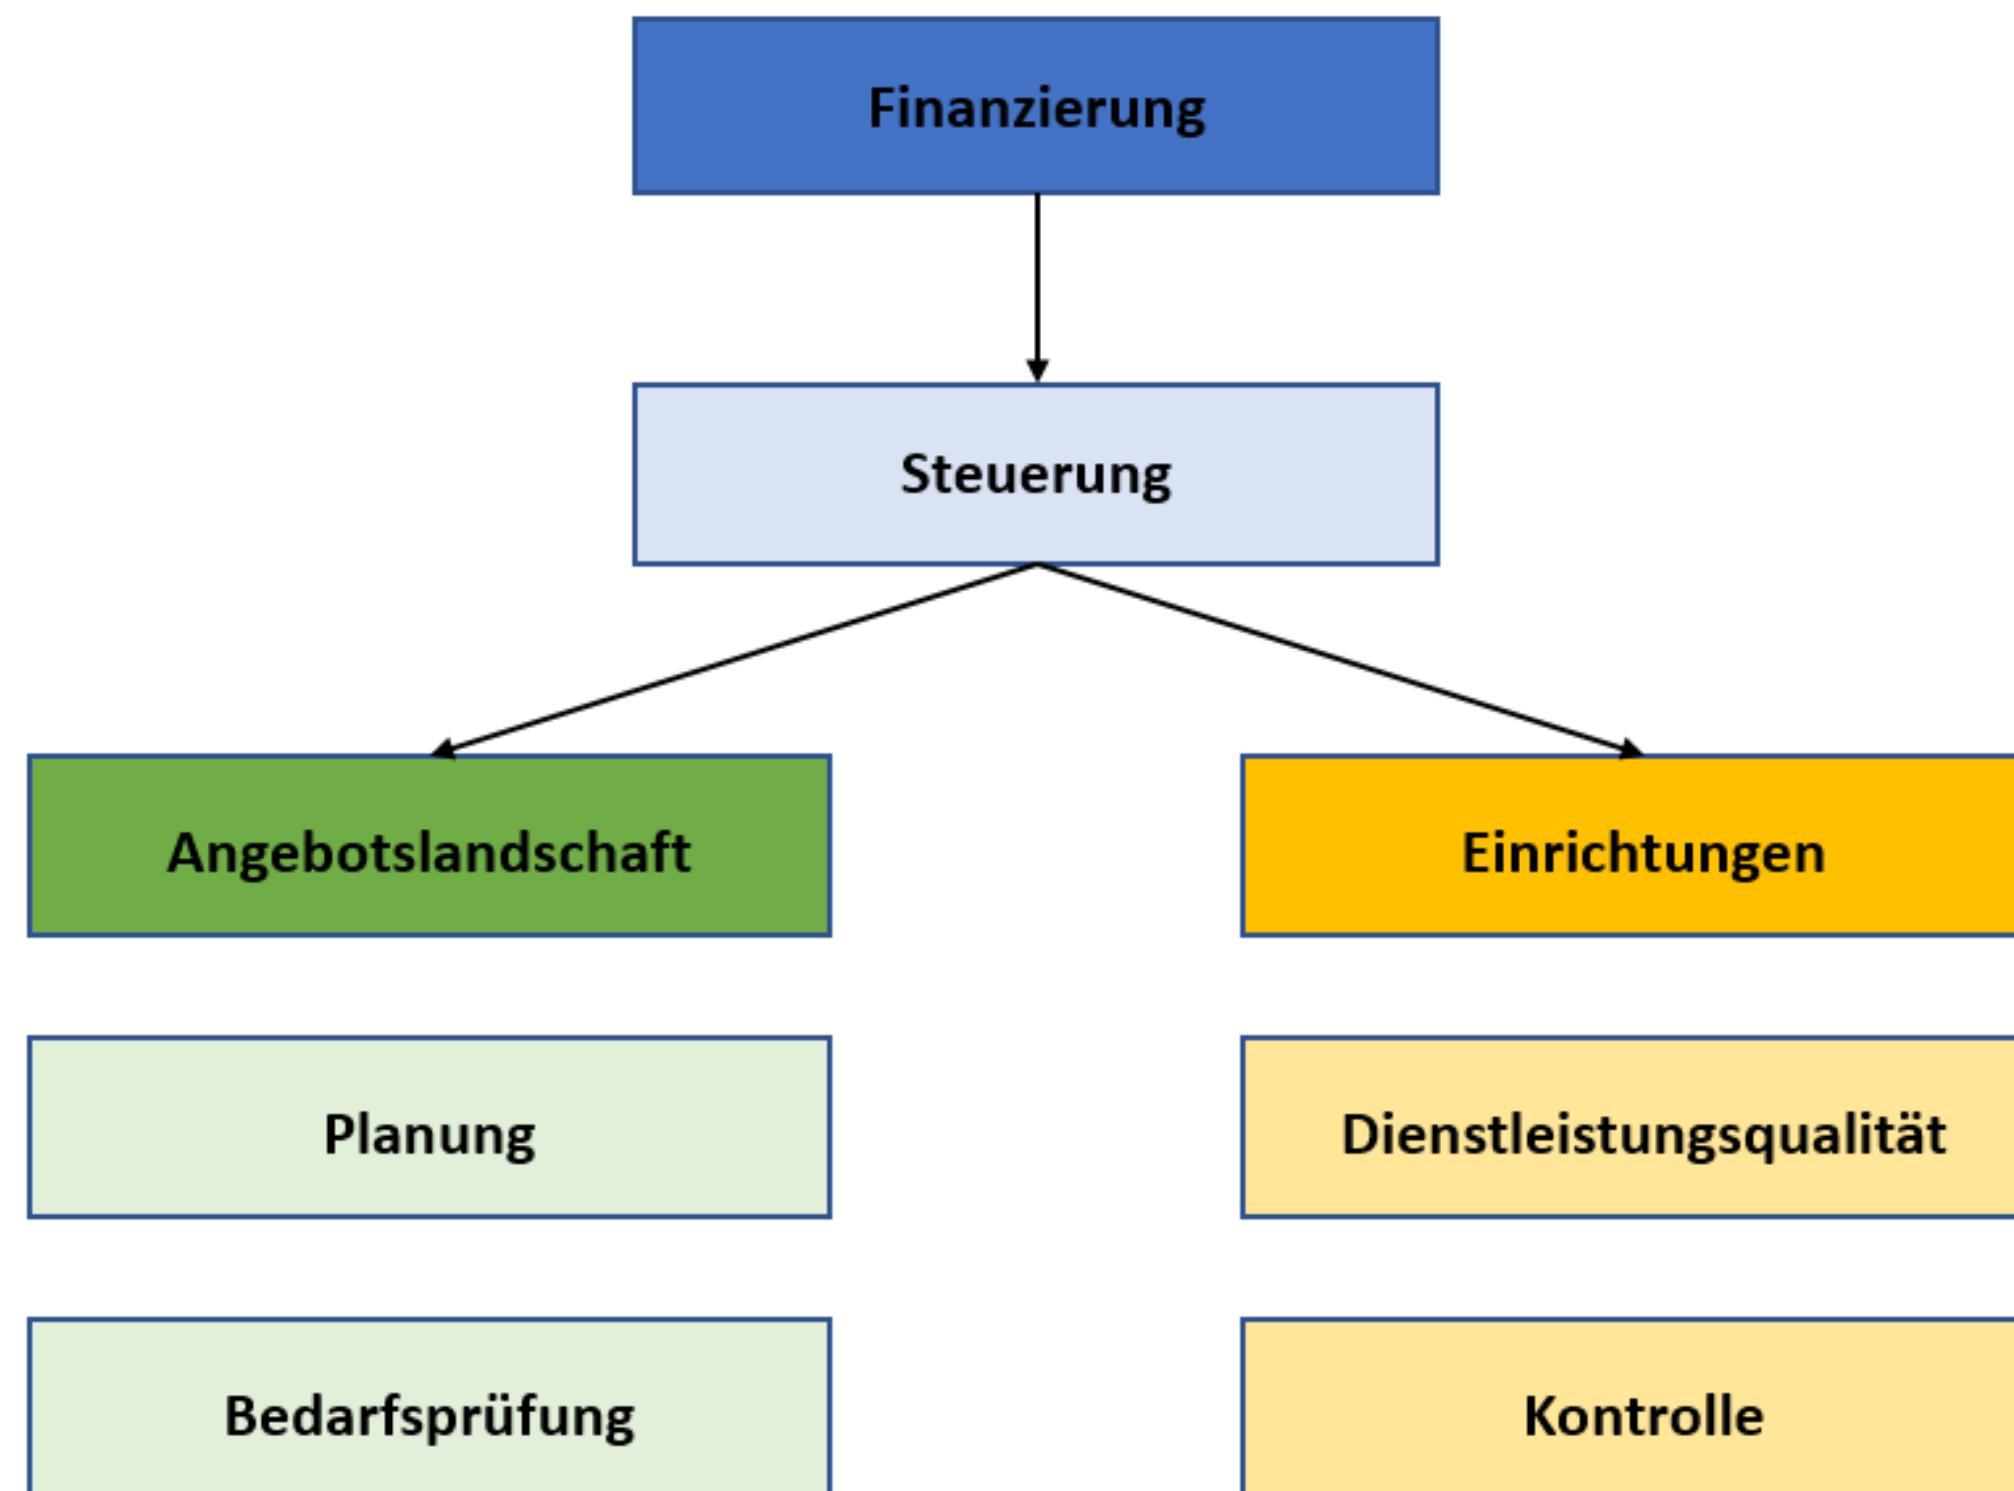 Finanzierung
Steuerung
Angebotslandschaft
Einrichtungen
Planung
Dienstleistungsqualität
Bedarfsprüfung
Kontrolle